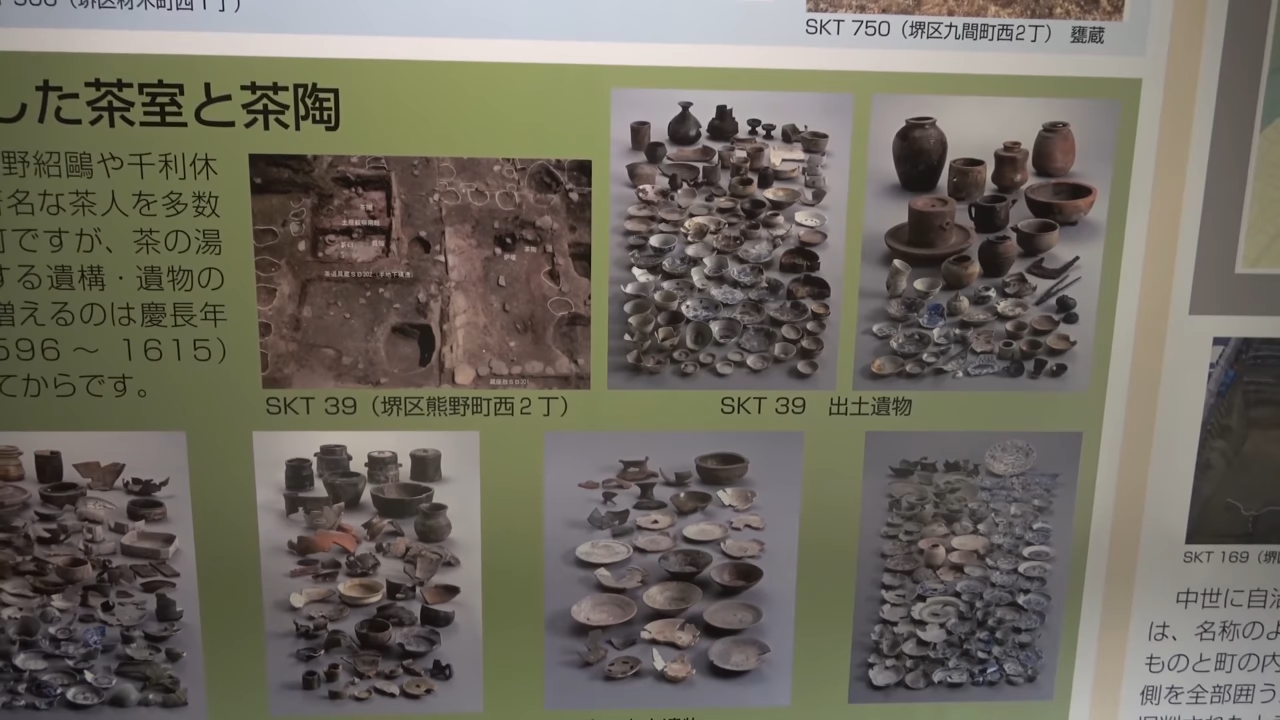 SKT 750（堺区九間町西2丁） 甕蔵
した茶室と茶陶
野紹鷗や千利休
著名な茶人を多数
町ですが、茶の湯
する遺構・遺物の
増えるのは慶長年
596 ～ 1615）
てからです。
SKT 39（堺区熊野町西２丁）
SKT 39 出土遺物
SKT 169（堺
中世に自治
は、名称のよ
ものと町の内
側を全部囲う